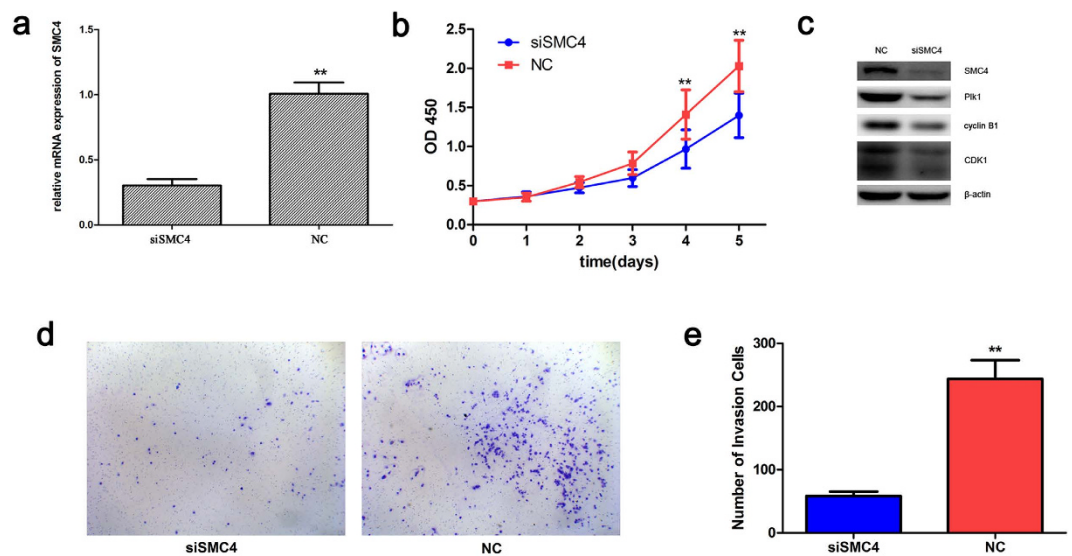 a
relative mRNA expression of SMC4
1.5
1.0
0.5
0.0
**
siSMC4
NC
b
OD 450
2.5
2.0
1.5
1.0
0.5
0.0
siSMC4
NC
**
**
0 1 2 3 4 5
time(days)
c
NC siSMC4
SMC4
Plk1
cyclin B1
CDK1
β-actin
d
siSMC4
NC
e
Number of Invasion Cells
300
200
100
0
**
siSMC4
NC